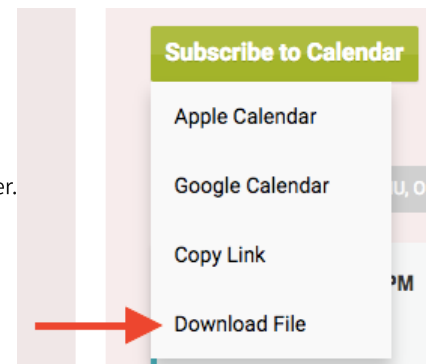 Subscribe to Calendar
Apple Calendar
er.
Google Calendar
U, O
Copy Link
PM
Download File